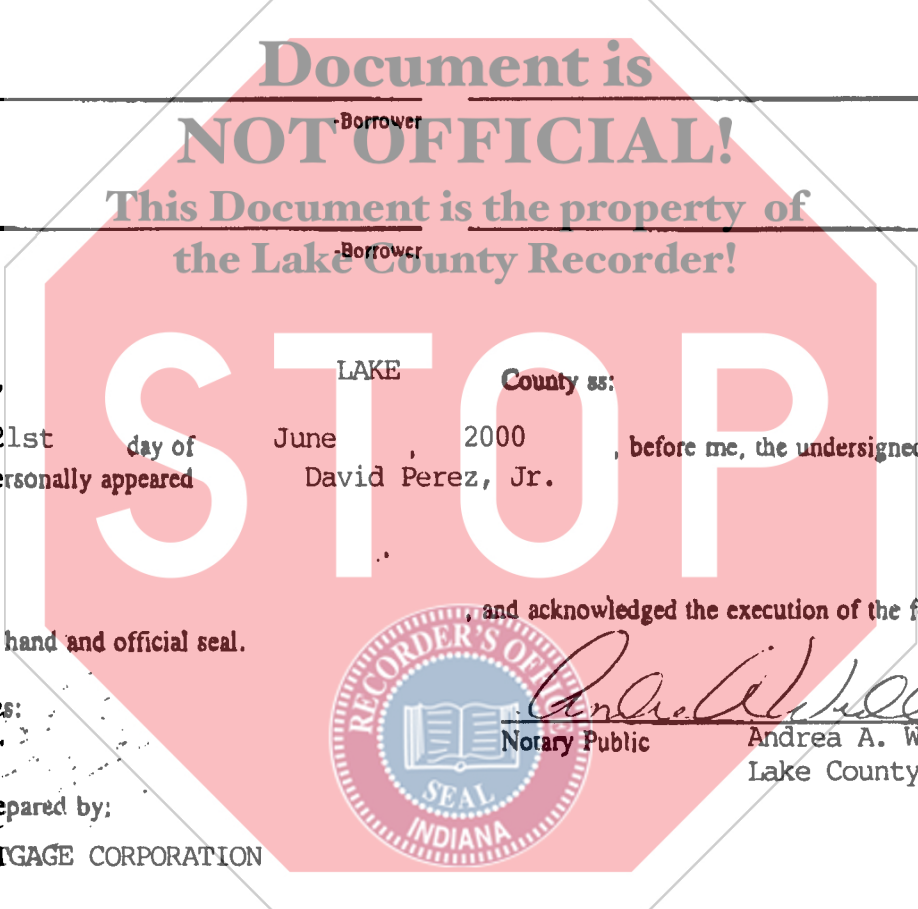 Document is
-Borrower
NOT OFFICIAL!
This Document is the property of
-Borrower
the Lake County Recorder!
STOP
LAKE County ss:
21st day of June , 2000 , before me, the undersigned
ersonally appeared David Perez, Jr.
, and acknowledged the execution of the f
hand and official seal.
RECORDER'S OFFICE
SEAL
INDIANA
s:
Notary Public Andrea A. W
Lake County
epared by:
TGAGE CORPORATION